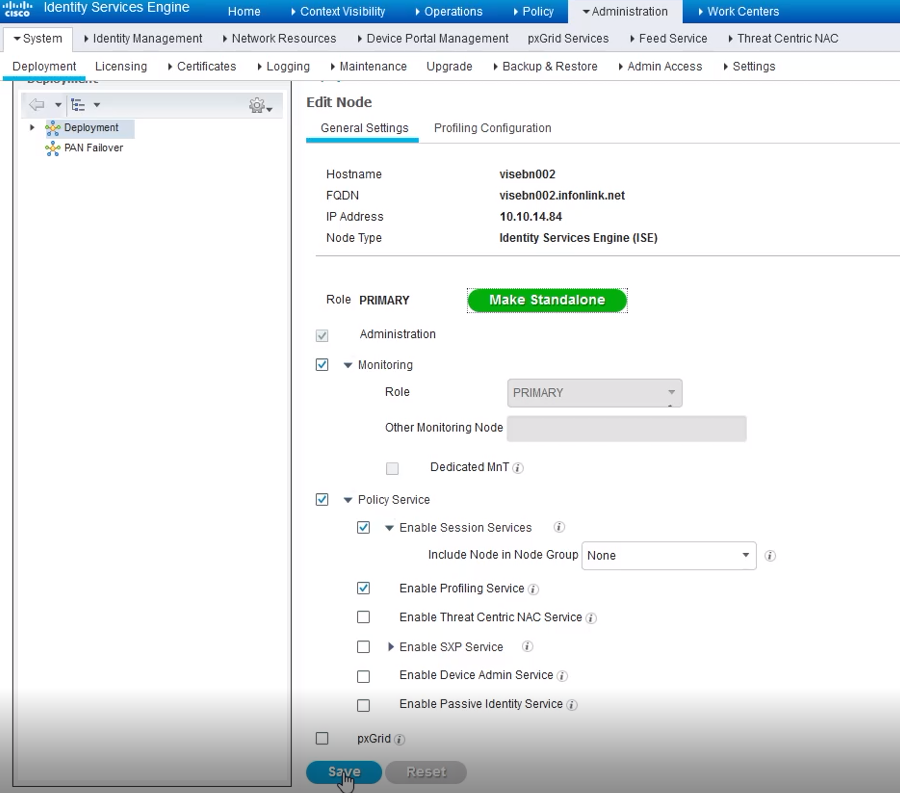 cisco Identity Services Engine Home Context Visibility Operations Policy Administration Work Centers
System Identity Management Network Resources Device Portal Management pxGrid Services Feed Service Threat Centric NAC
Deployment Licensing Certificates Logging Maintenance Upgrade Backup & Restore Admin Access Settings
Deployment
Deployment
PAN Failover
Edit Node
General Settings Profiling Configuration
Hostname visebn002
FQDN visebn002.infonlink.net
IP Address 10.10.14.84
Node Type Identity Services Engine (ISE)
Role PRIMARY Make Standalone
Administration
Monitoring
Role PRIMARY
Other Monitoring Node
Dedicated MnT
Policy Service
Enable Session Services
Include Node in Node Group None
Enable Profiling Service
Enable Threat Centric NAC Service
Enable SXP Service
Enable Device Admin Service
Enable Passive Identity Service
pxGrid
Save Reset